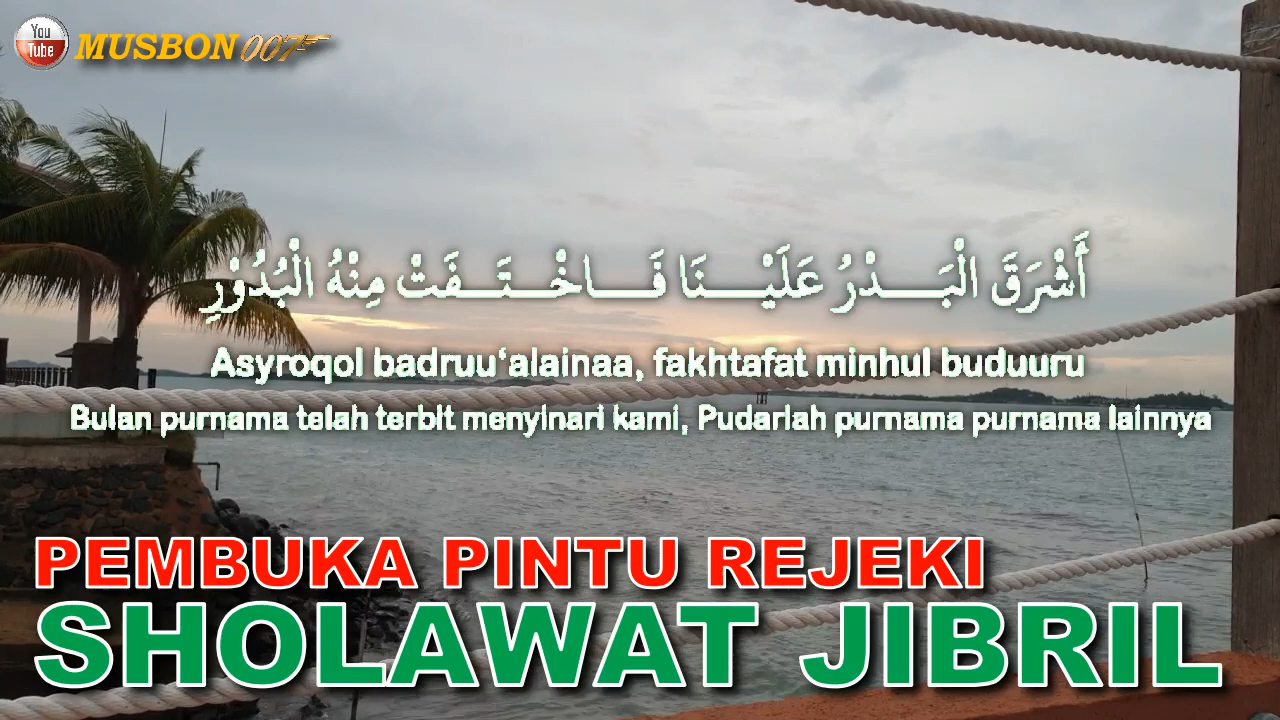 You Tube MUSBON007
أَشْرَقَ الْبَـــدْرُ عَلَيْـــنَا فَـــاخْـــتَـــفَتْ مِنْهُ الْبُدُوْرِ
Asyroqol badruu‘alainaa, fakhtafat minhul buduuru
Bulan purnama telah terbit menyinari kami, Pudarlah purnama purnama lainnya
PEMBUKA PINTU REJEKI
SHOLAWAT JIBRIL